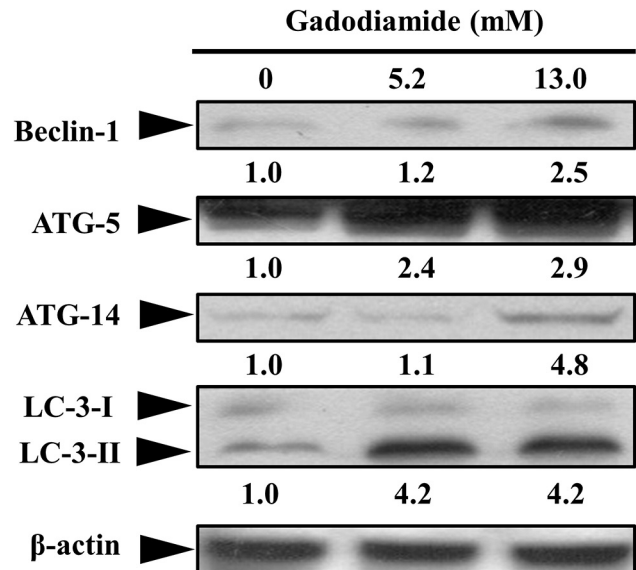 Gadodiamide (mM)
0 5.2 13.0
Beclin-1
1.0 1.2 2.5
ATG-5
1.0 2.4 2.9
ATG-14
1.0 1.1 4.8
LC-3-I
LC-3-II
1.0 4.2 4.2
β-actin